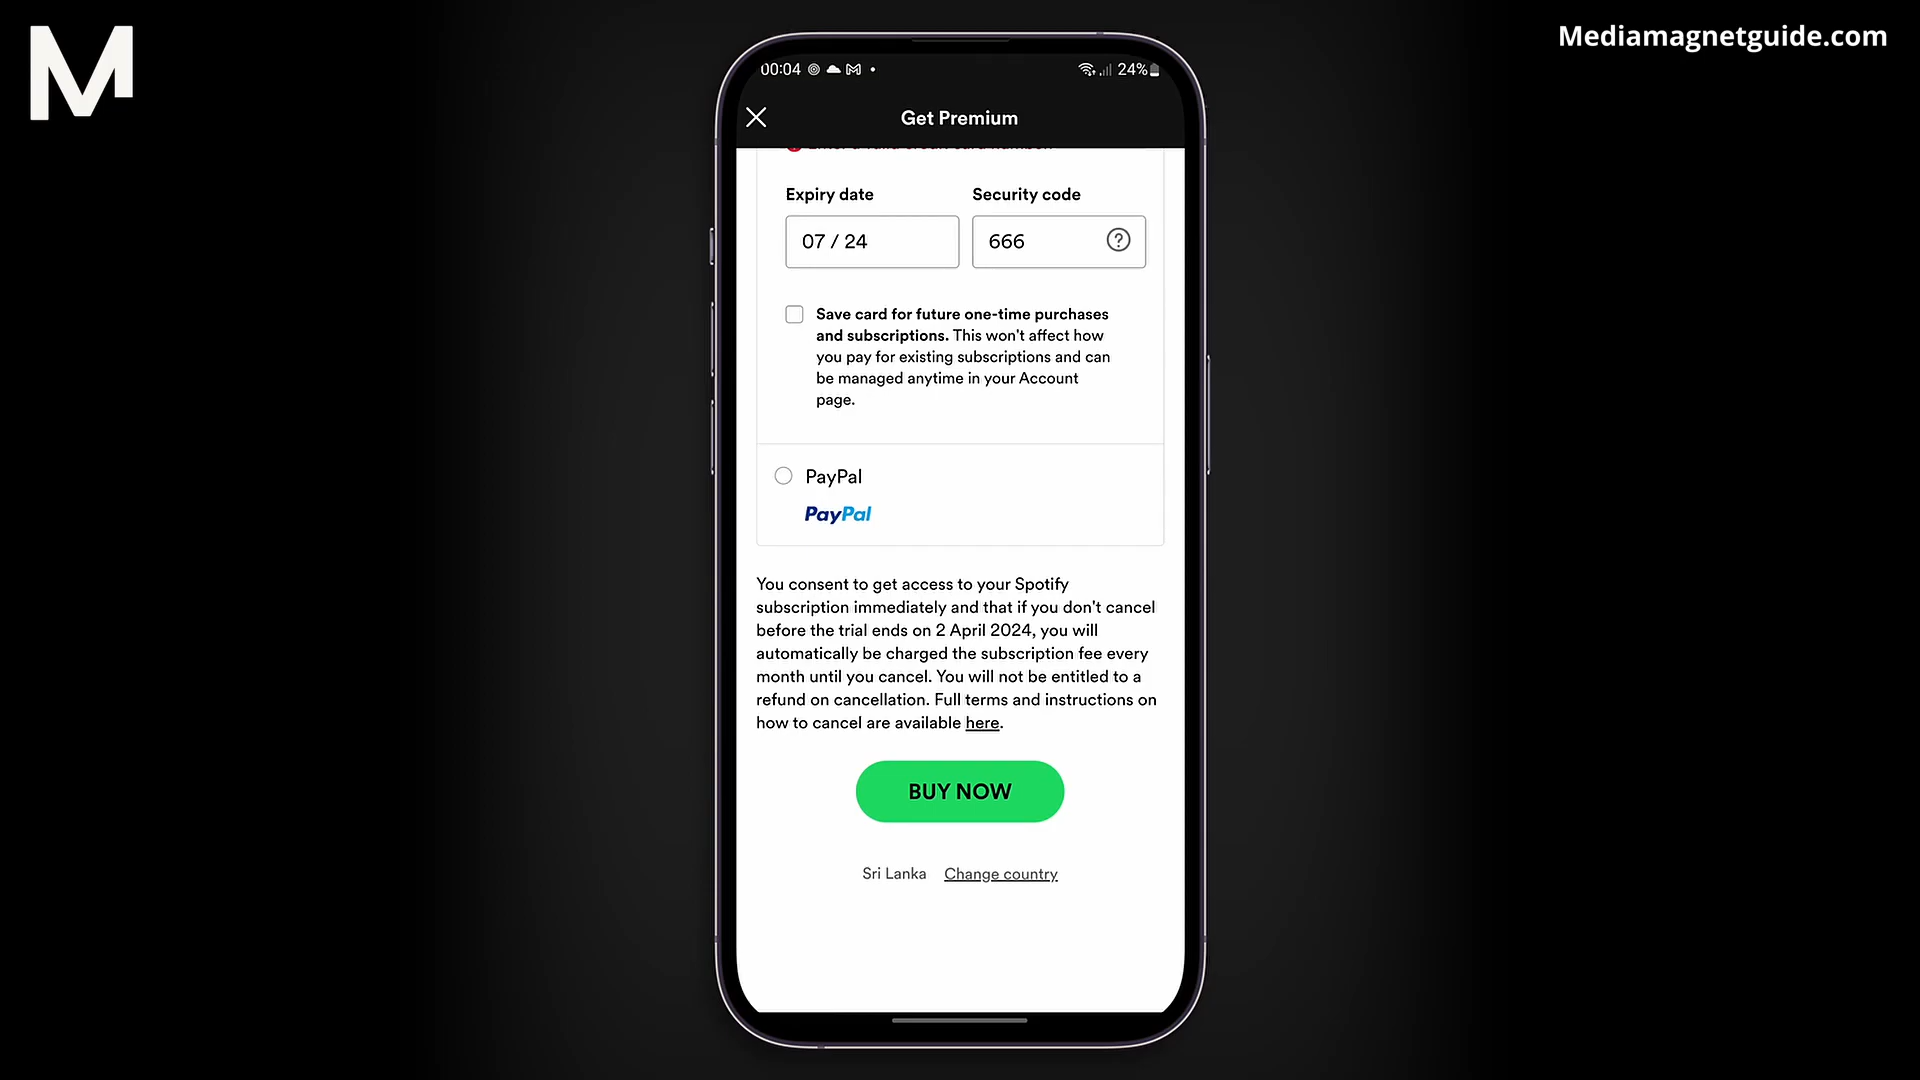 M
Mediamagnetguide.com
00:04
24%
Get Premium
Expiry date
Security code
07 / 24
666
Save card for future one-time purchases
and subscriptions. This won't affect how
you pay for existing subscriptions and can
be managed anytime in your Account
page.
PayPal
PayPal
You consent to get access to your Spotify
subscription immediately and that if you don't cancel
before the trial ends on 2 April 2024, you will
automatically be charged the subscription fee every
month until you cancel. You will not be entitled to a
refund on cancellation. Full terms and instructions on
how to cancel are available here.
BUY NOW
Sri Lanka Change country